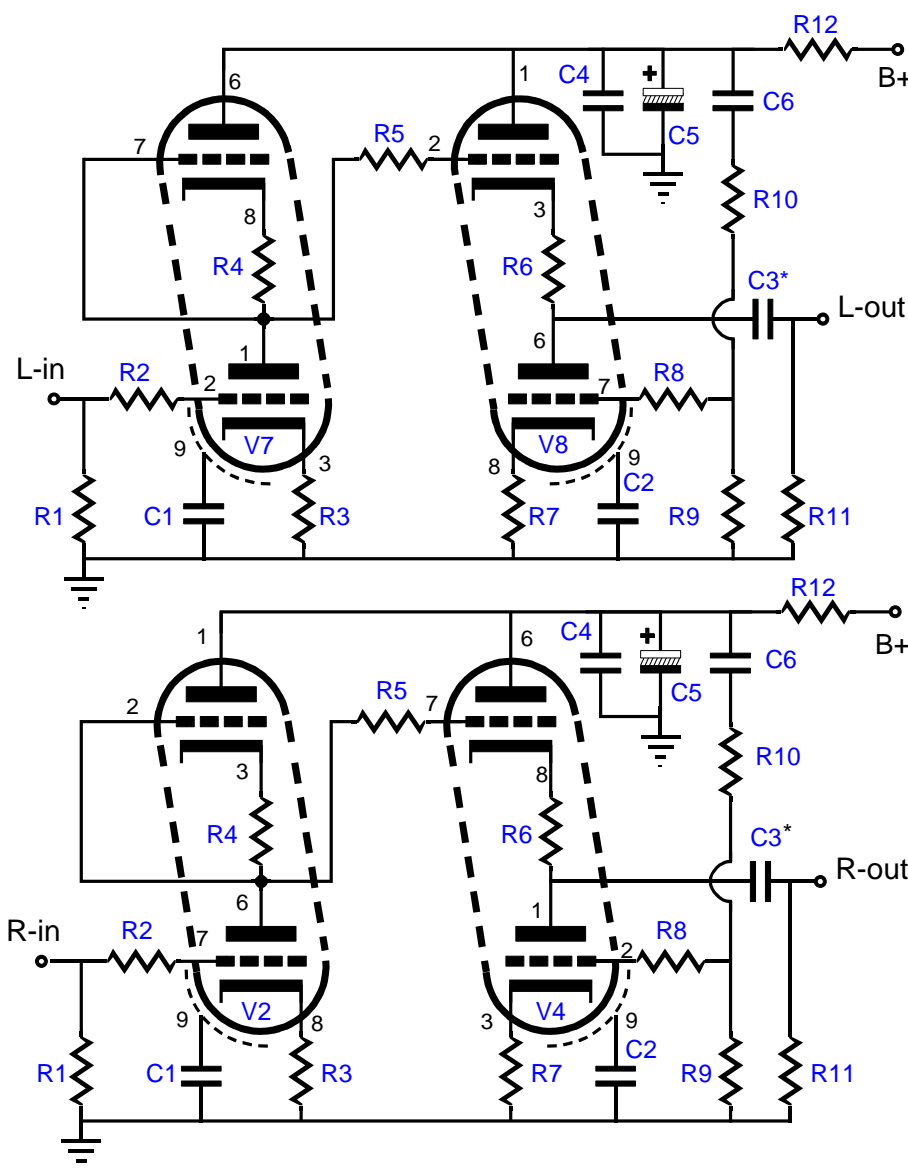 R12
6
1
C4
+
B+
C6
C5
7
R5
2
R10
8
3
R4
R6
C3*
L-out
1
6
L-in
R2
2
7
R8
V7
V8
9
3
8
9
C2
R1
C1
R3
R7
R9
R11
R12
1
6
C4
+
B+
C6
C5
2
R5
7
R10
3
8
R4
R6
C3*
R-out
6
1
R-in
R2
7
2
R8
V2
V4
9
8
3
9
C2
R1
C1
R3
R7
R9
R11